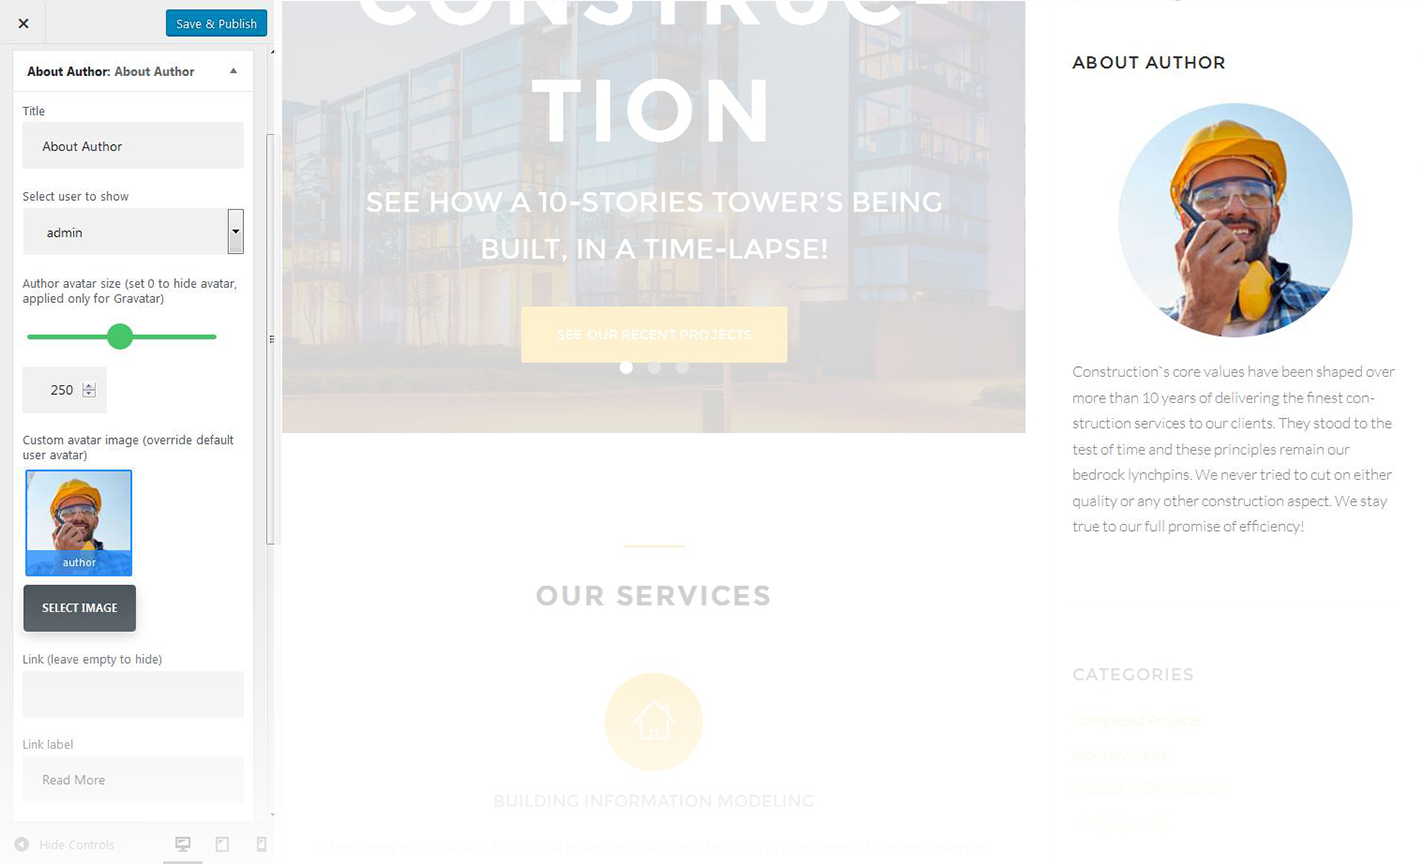 Save & Publish
About Author: About Author
Title
About Author
Select user to show
admin
Author avatar size (set 0 to hide avatar,
applied only for Gravatar)
250
Custom avatar image (override default
user avatar)
author
SELECT IMAGE
Link (leave empty to hide)
Link label
Read More
Hide Controls
CONSTRUC-
TION
SEE HOW A 10-STORIES TOWER’S BEING
BUILT, IN A TIME-LAPSE!
SEE OUR RECENT PROJECTS
OUR SERVICES
BUILDING INFORMATION MODELING
ABOUT AUTHOR
Construction`s core values have been shaped over
more than 10 years of delivering the finest con-
struction services to our clients. They stood to the
test of time and these principles remain our
bedrock lynchpins. We never tried to cut on either
quality or any other construction aspect. We stay
true to our full promise of efficiency!
CATEGORIES
Completed Projects
Industry News
Projects in Development